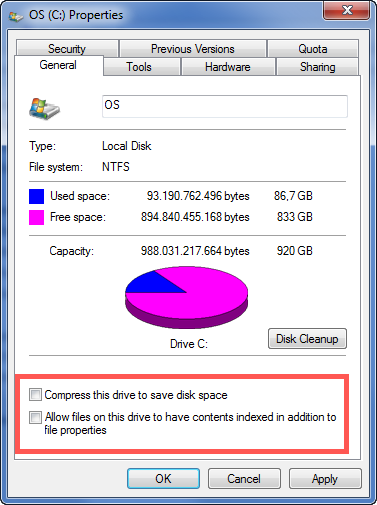 OS (C:) Properties
Security
Previous Versions
Quota
General
Tools
Hardware
Sharing
OS
Type: Local Disk
File system: NTFS
Used space: 93.190.762.496 bytes 86,7 GB
Free space: 894.840.455.168 bytes 833 GB
Capacity: 988.031.217.664 bytes 920 GB
Drive C:
Disk Cleanup
Compress this drive to save disk space
Allow files on this drive to have contents indexed in addition to
file properties
OK
Cancel
Apply